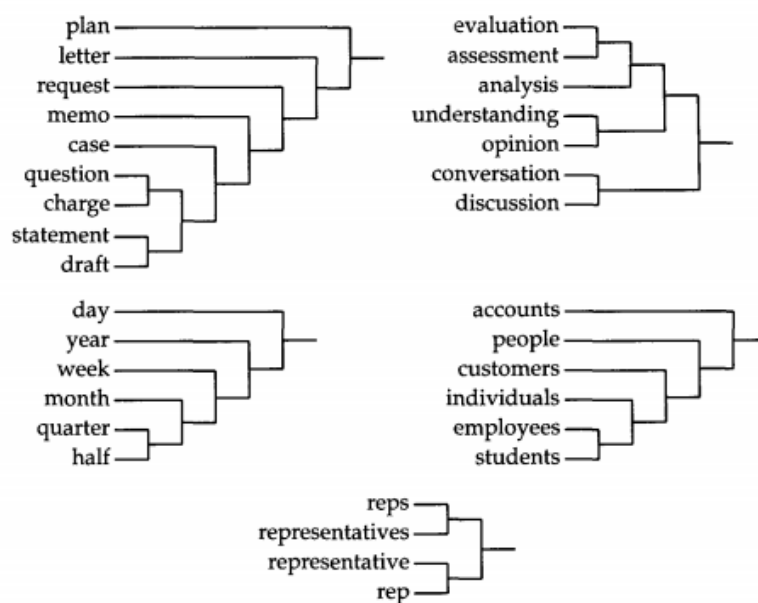 plan
letter
request
memo
case
question
charge
statement
draft
evaluation
assessment
analysis
understanding
opinion
conversation
discussion
day
year
week
month
quarter
half
accounts
people
customers
individuals
employees
students
reps
representatives
representative
rep